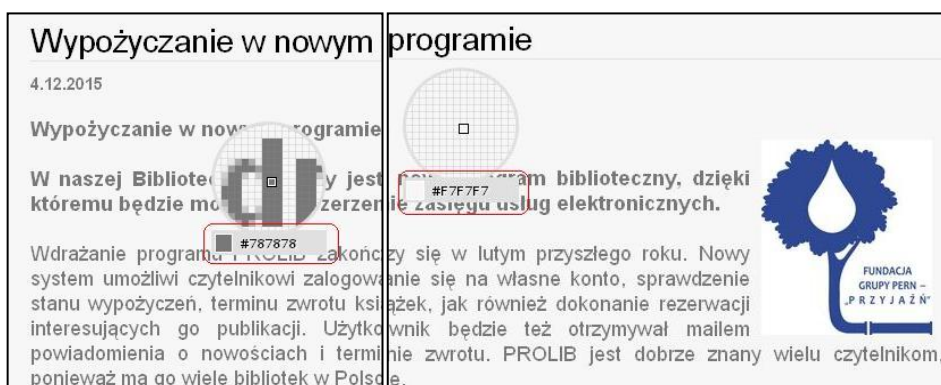 Wypożyczanie w nowym programie
4.12.2015
Wypożyczanie w now programie
#F7F7F7
W naszej Bibliotec y jest program biblioteczny, dzięki
któremu będzie mo zerzenie zasięgu usług elektronicznych.
#787878
Wdrażanie programu PROLIB zakończy się w lutym przyszłego roku. Nowy
system umożliwi czytelnikowi zalogowanie się na własne konto, sprawdzenie
stanu wypożyczeń, terminu zwrotu książek, jak również dokonanie rezerwacji
interesujących go publikacji. Użytkownik będzie też otrzymywał mailem
powiadomienia o nowościach i terminie zwrotu. PROLIB jest dobrze znany wielu czytelnikom,
ponieważ ma go wiele bibliotek w Polsce.
FUNDACJA
GRUPY PERN –
„PRZYJAŹŃ"